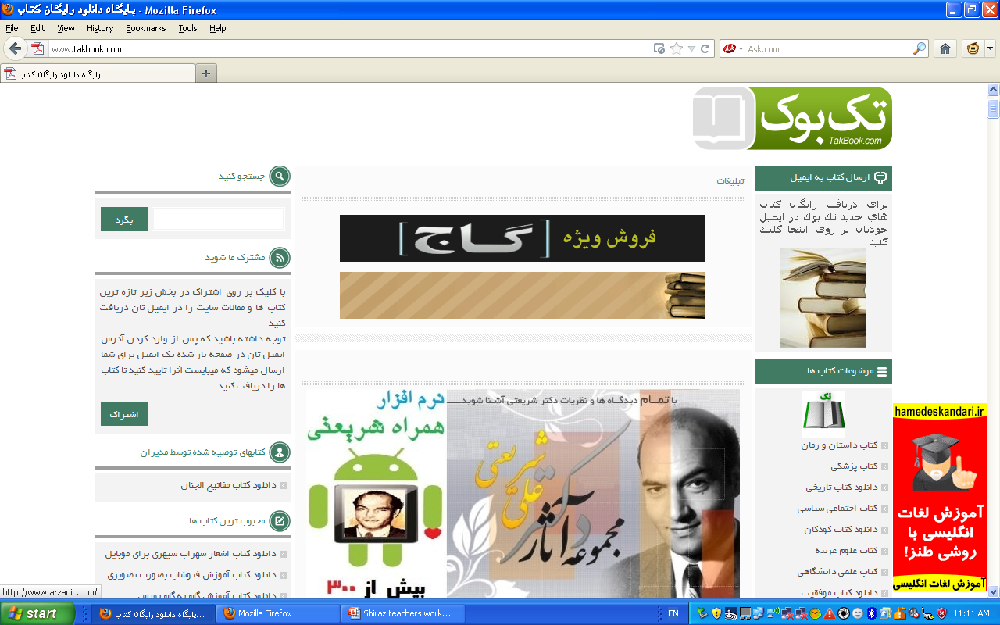 پایگاه دانلود رایگان کتاب - Mozilla Firefox
File Edit View History Bookmarks Tools Help
www.takbook.com
Ask Ask.com
پایگاه دانلود رایگان کتاب
تک بوک
TakBook.com
ارسال کتاب به ایمیل
براي دريافت رايگان كتاب
هاي جديد تك بوك در ايميل
خودتان بر روي اينجا كليك
كنيد
موضوعات کتاب ها
تک
کتاب داستان و رمان
کتاب پزشکی
دانلود کتاب تاریخی
کتاب اجتماعی سیاسی
دانلود کتاب کودکان
کتاب علوم غریبه
کتاب علمی دانشگاهی
دانلود کتاب موفقیت
hamedeskandari.ir
آموزش لغات
انگلیسی با
روشی طنز!
آموزش لغات انگلیسی
تبلیغات
فروش ویژه [گاج]
...
با تمـام دیدگـاه ها و نظریات دکتر شریعتی آشـنا شوید
مجموعه آثار
دکتر
علی
شریعتی
نرم افزار
همراه شریعتی
بیش از ۳۰۰
جستجو کنید
بگرد
مشترک ما شوید
با کلیک بر روی اشتراک در بخش زیر تازه ترین
کتاب ها و مقالات سایت را در ایمیل تان دریافت
کنید
توجه داشته باشید که پس از وارد کردن آدرس
ایمیل تان در صفحه باز شده یک ایمیل برای شما
ارسال میشود که میبایست آنرا تایید کنید تا کتاب
ها را دریافت کنید
اشتراک
کتابهای توصیه شده توسط مدیران
دانلود کتاب مفاتیح الجنان
محبوب ترین کتاب ها
دانلود کتاب اشعار سهراب سپهری برای موبایل
دانلود کتاب آموزش فتوشاپ بصورت تصویری
دانلود کتاب آموزش گام به گام بورس
http://www.arzanic.com/
start
پایگاه دانلود رایگان کتاب...
Mozilla Firefox
Shiraz teachers work...
EN
11:11 AM